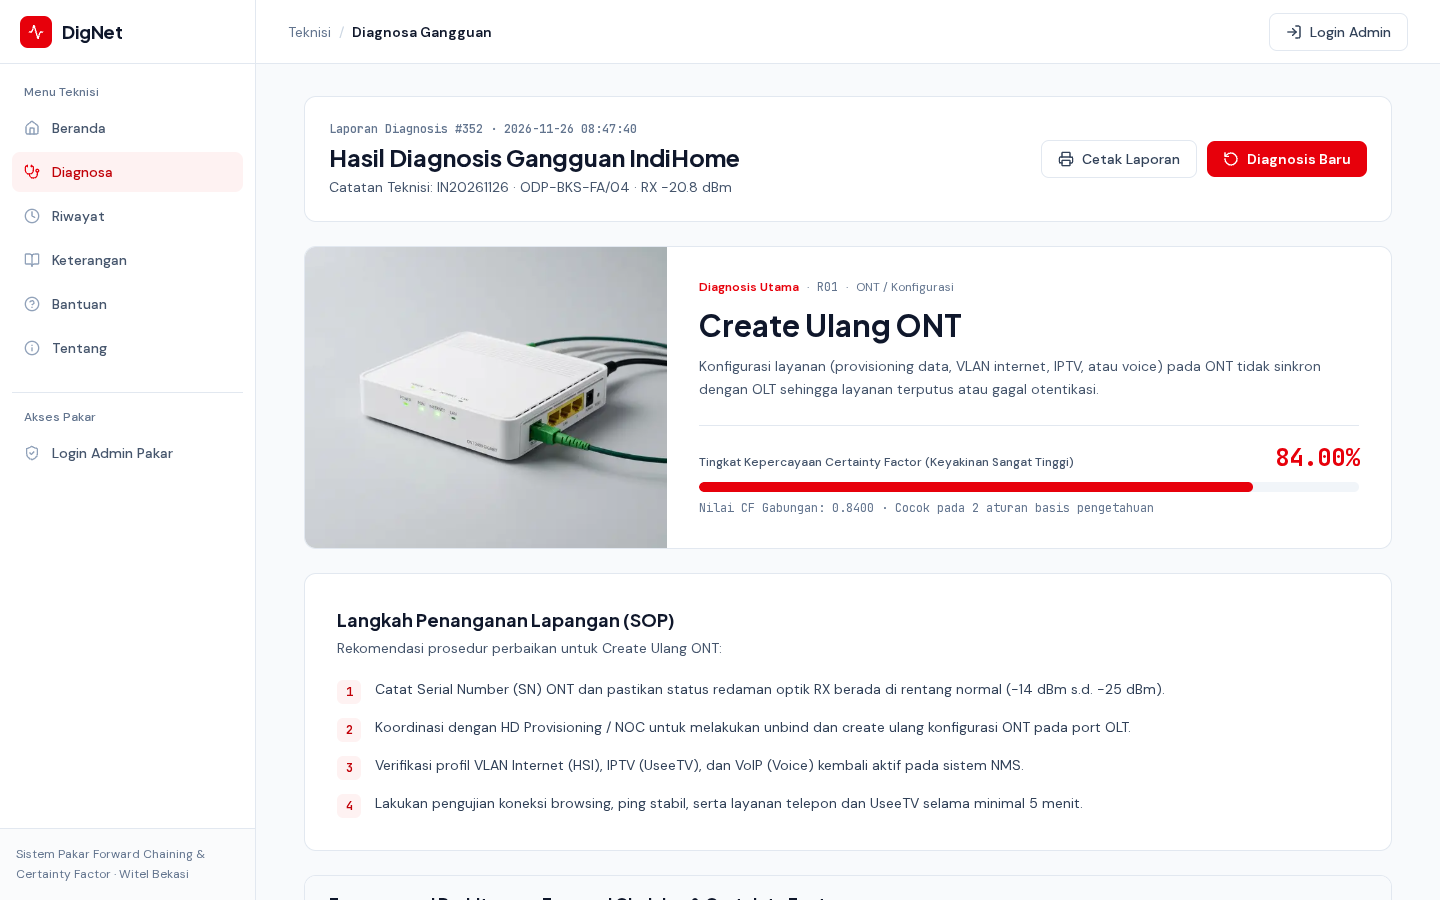 DigNet
Teknisi / Diagnosa Gangguan
Login Admin
Menu Teknisi
Beranda
Diagnosa
Riwayat
Keterangan
Bantuan
Tentang
Akses Pakar
Login Admin Pakar
Sistem Pakar Forward Chaining &
Certainty Factor · Witel Bekasi
Laporan Diagnosis #352 · 2026-11-26 08:47:40
Hasil Diagnosis Gangguan IndiHome
Catatan Teknisi: IN20261126 · ODP-BKS-FA/04 · RX -20.8 dBm
Cetak Laporan
Diagnosis Baru
Diagnosis Utama · R01 · ONT / Konfigurasi
Create Ulang ONT
Konfigurasi layanan (provisioning data, VLAN internet, IPTV, atau voice) pada ONT tidak sinkron
dengan OLT sehingga layanan terputus atau gagal otentikasi.
Tingkat Kepercayaan Certainty Factor (Keyakinan Sangat Tinggi)
84.00%
Nilai CF Gabungan: 0.8400 · Cocok pada 2 aturan basis pengetahuan
Langkah Penanganan Lapangan (SOP)
Rekomendasi prosedur perbaikan untuk Create Ulang ONT:
1 Catat Serial Number (SN) ONT dan pastikan status redaman optik RX berada di rentang normal (-14 dBm s.d. -25 dBm).
2 Koordinasi dengan HD Provisioning / NOC untuk melakukan unbind dan create ulang konfigurasi ONT pada port OLT.
3 Verifikasi profil VLAN Internet (HSI), IPTV (UseeTV), dan VoIP (Voice) kembali aktif pada sistem NMS.
4 Lakukan pengujian koneksi browsing, ping stabil, serta layanan telepon dan UseeTV selama minimal 5 menit.